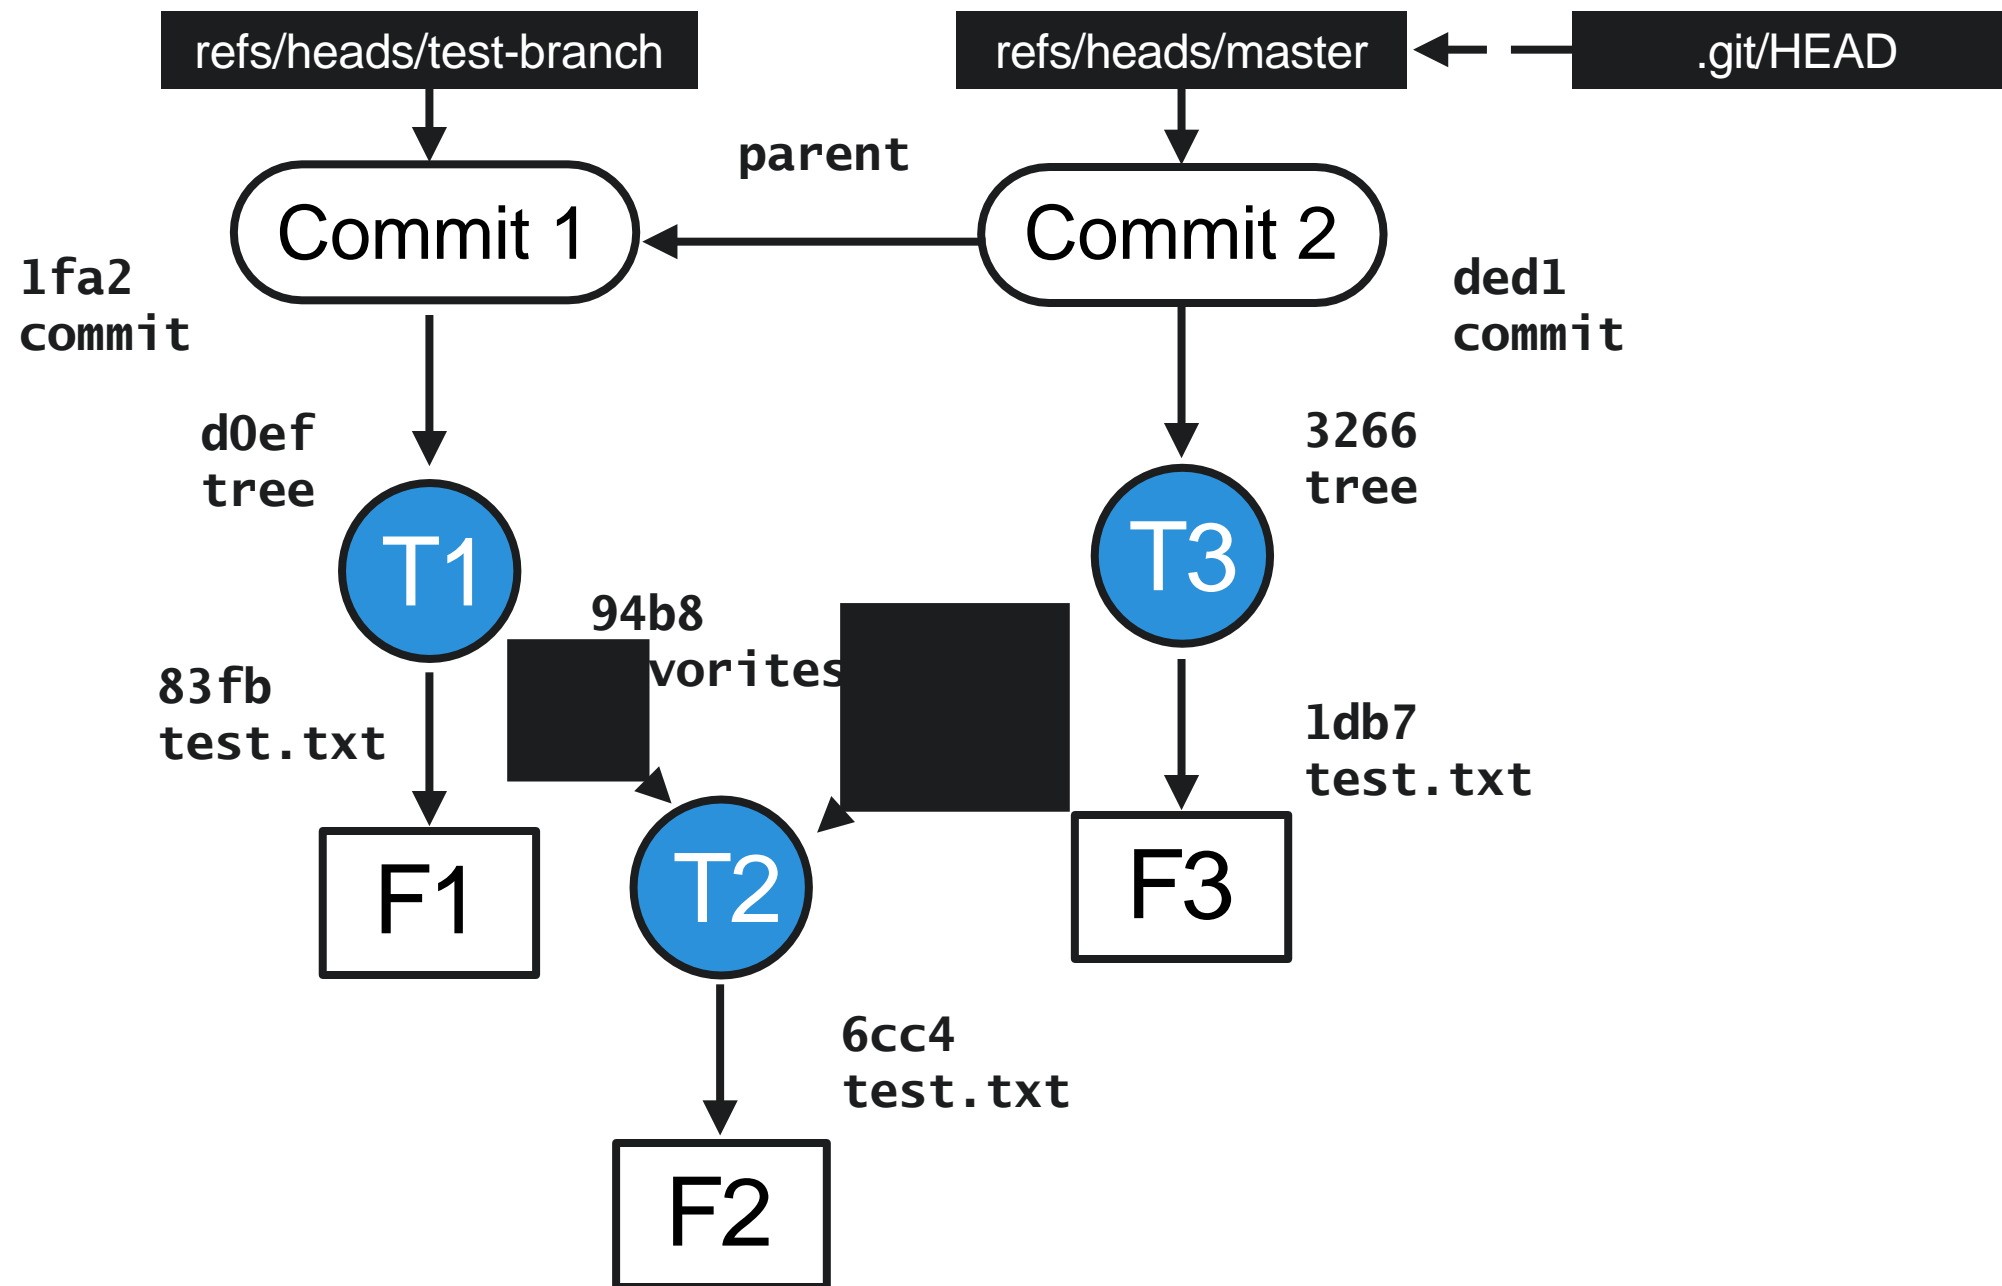 refs/heads/test-branch
refs/heads/master
.git/HEAD
parent
Commit 1
Commit 2
1fa2
commit
ded1
commit
d0ef
tree
3266
tree
T1
T3
94b8
vorites
83fb
test.txt
1db7
test.txt
T2
F1
F3
6cc4
test.txt
F2